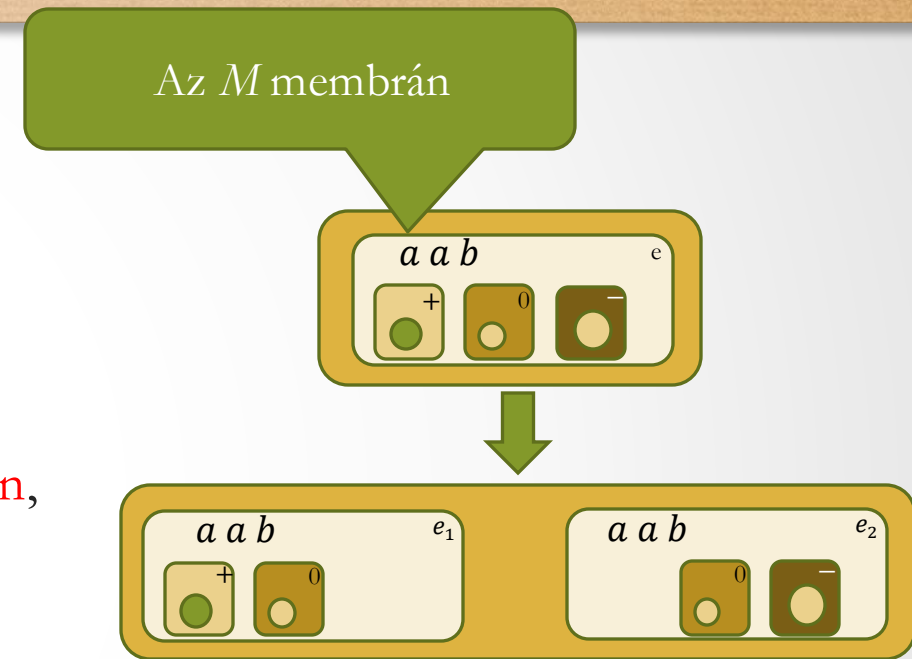 Az M membrán
a a b e
+ 0 −
n,
a a b e₁ a a b e₂
+ 0 0 −